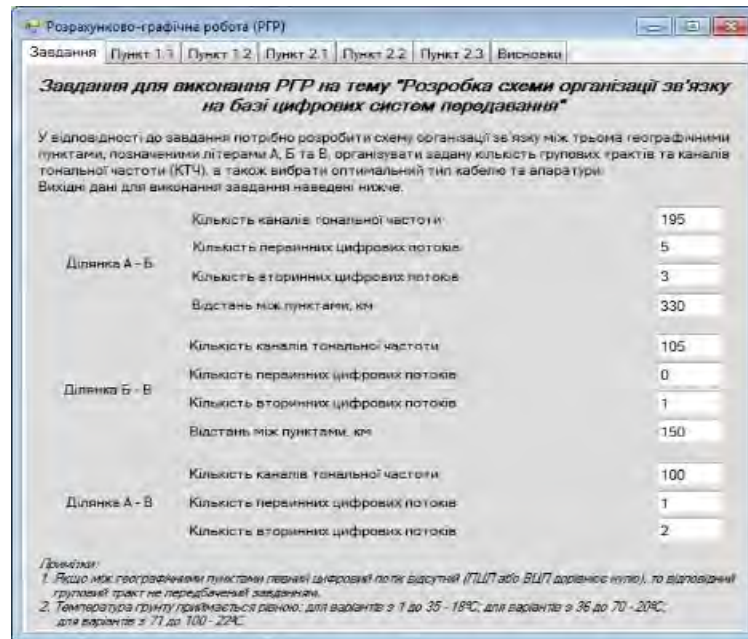 Розрахунково-графічна робота (РГР)
Завдання Пункт 1.1 Пункт 1.2 Пункт 2.1 Пункт 2.2 Пункт 2.3 Висновки
Завдання для виконання РГР на тему "Розробка схеми організації зв'язку
на базі цифрових систем передавання"
У відповідності до завдання потрібно розробити схему організації зв'язку між трьома географічними
пунктами, позначеними літерами А, Б та В, організувати задану кількість групових трактів та каналів
тональної частоти (КТЧ), а також вибрати оптимальний тип кабелю та апаратури.
Вихідні дані для виконання завдання наведені нижче.
Ділянка А - Б
Кількість каналів тональної частоти 195
Кількість первинних цифрових потоків 5
Кількість вторинних цифрових потоків 3
Відстань між пунктами, км 330
Ділянка Б - В
Кількість каналів тональної частоти 105
Кількість первинних цифрових потоків 0
Кількість вторинних цифрових потоків 1
Відстань між пунктами, км 150
Ділянка А - В
Кількість каналів тональної частоти 100
Кількість первинних цифрових потоків 1
Кількість вторинних цифрових потоків 2
Примітки:
1. Якщо між географічними пунктами певний цифровий потік відсутній (ПЦП або ВЦП дорівнює нулю), то відповідний
груповий тракт не передбачений завданням.
2. Температура ґрунту приймається рівною: для варіантів з 1 до 35 - 18ºС; для варіантів з 36 до 70 - 20ºС;
для варіантів з 71 до 100 - 22ºС.